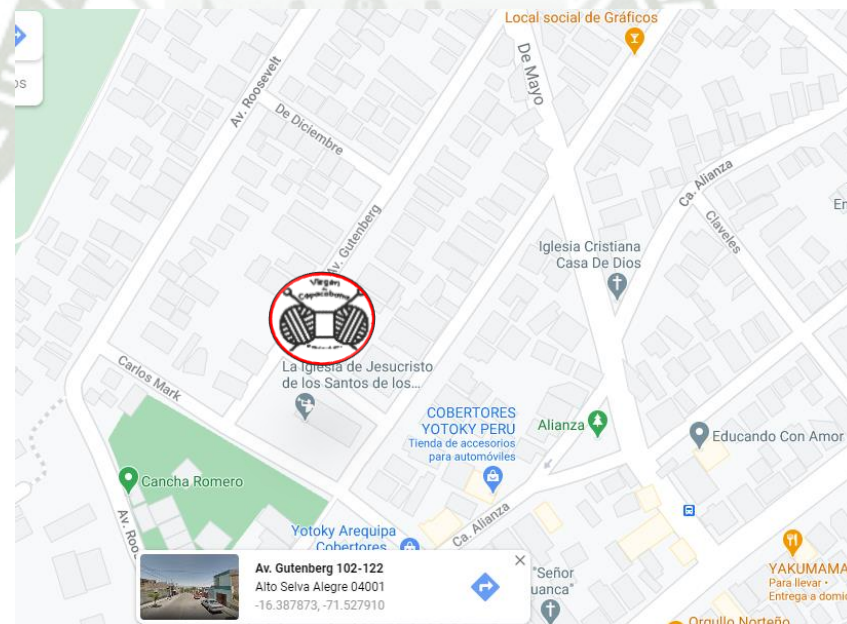 Local social de Gráficos
De Mayo
os
Av. Roosevelt
De Diciembre
Ca. Alianza
Claveles
Av. Gutenberg
Iglesia Cristiana
Casa De Dios
Virgen
de
Copacabana
La Iglesia de Jesucristo
de los Santos de los...
Carlos Mark
COBERTORES
YOTOKY PERU
Tienda de accesorios
para automóviles
Alianza
Educando Con Amor
Cancha Romero
Ca. Alianza
Av. Roo
Yotoky Arequipa
Cobertores
Av. Gutenberg 102-122
Alto Selva Alegre 04001
-16.387873, -71.527910
"Señor
uanca"
YAKUMAMA
Para llevar ·
Entrega a domic
Orgullo Norteño